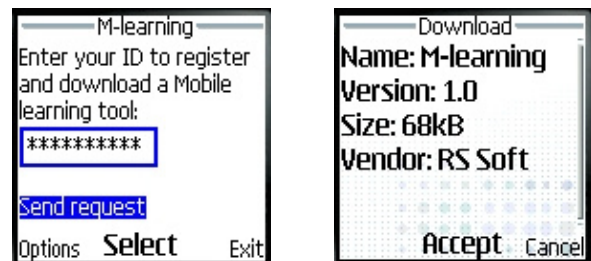 M-learning
Enter your ID to register
and download a Mobile
learning tool:
**********
Send request
Options Select Exit
Download
Name: M-learning
Version: 1.0
Size: 68kB
Vendor: RS Soft
Accept Cancel